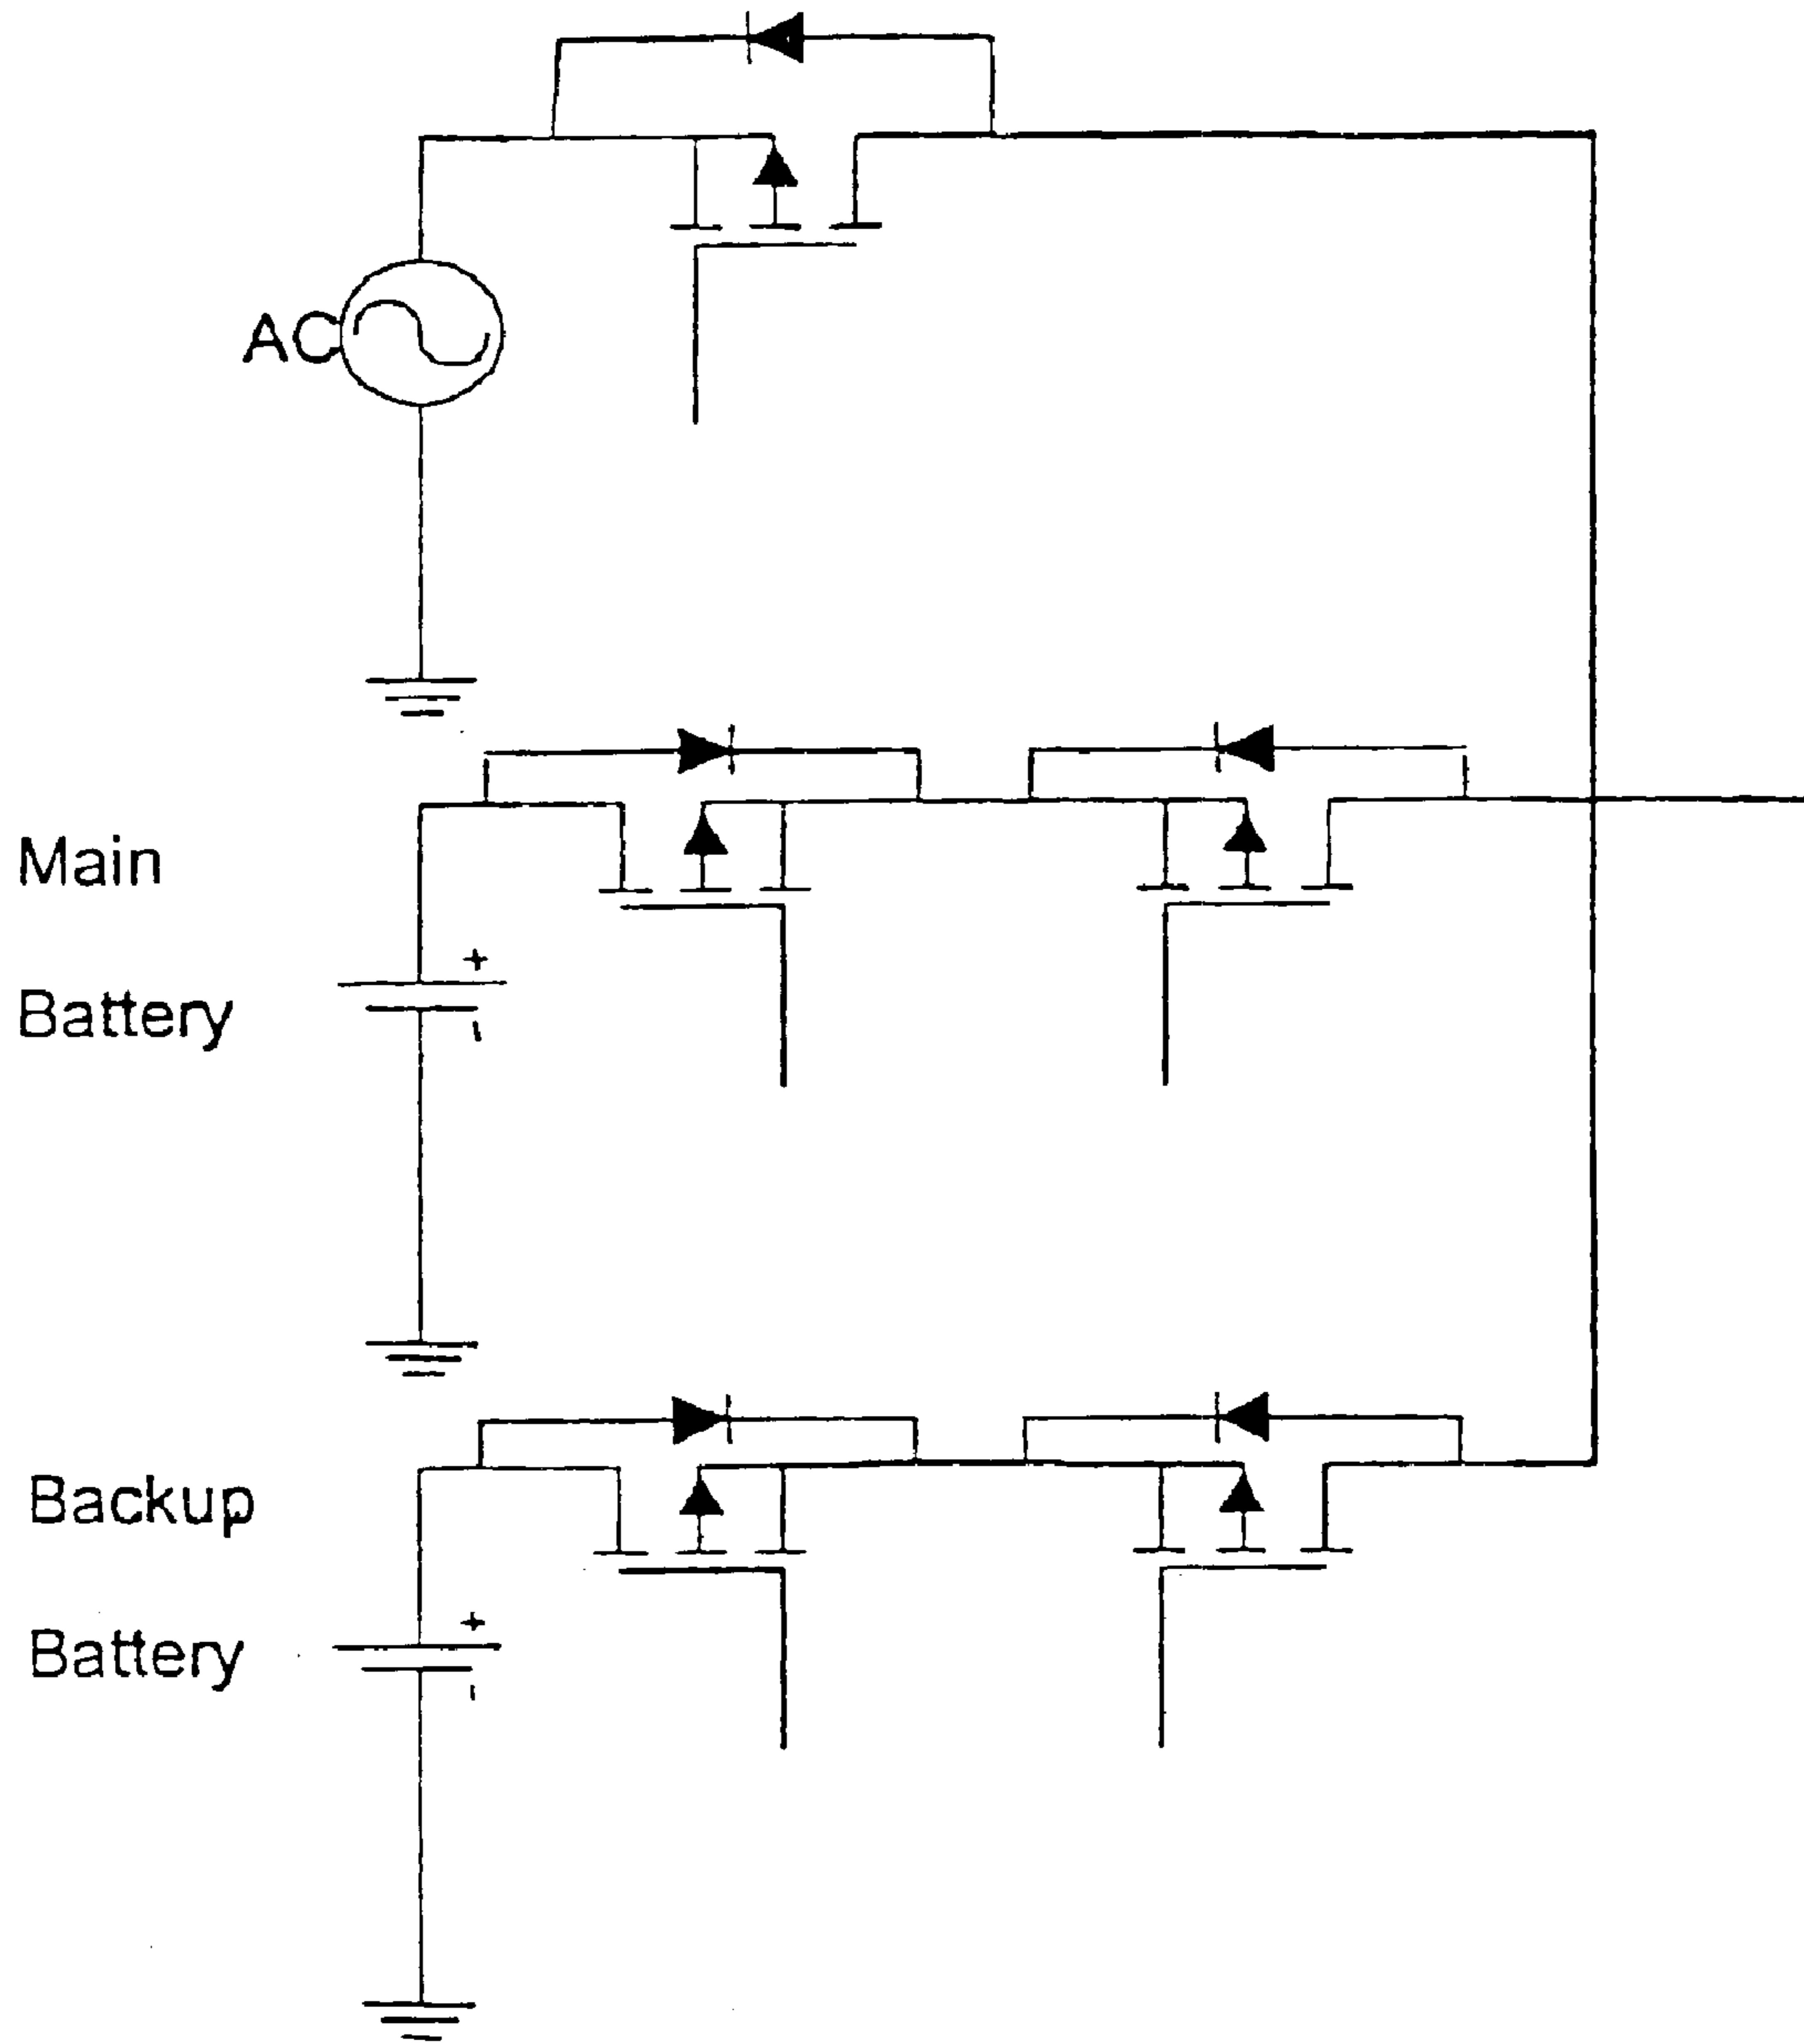 AC
Main
+
Battery
-
Backup
+
Battery
-